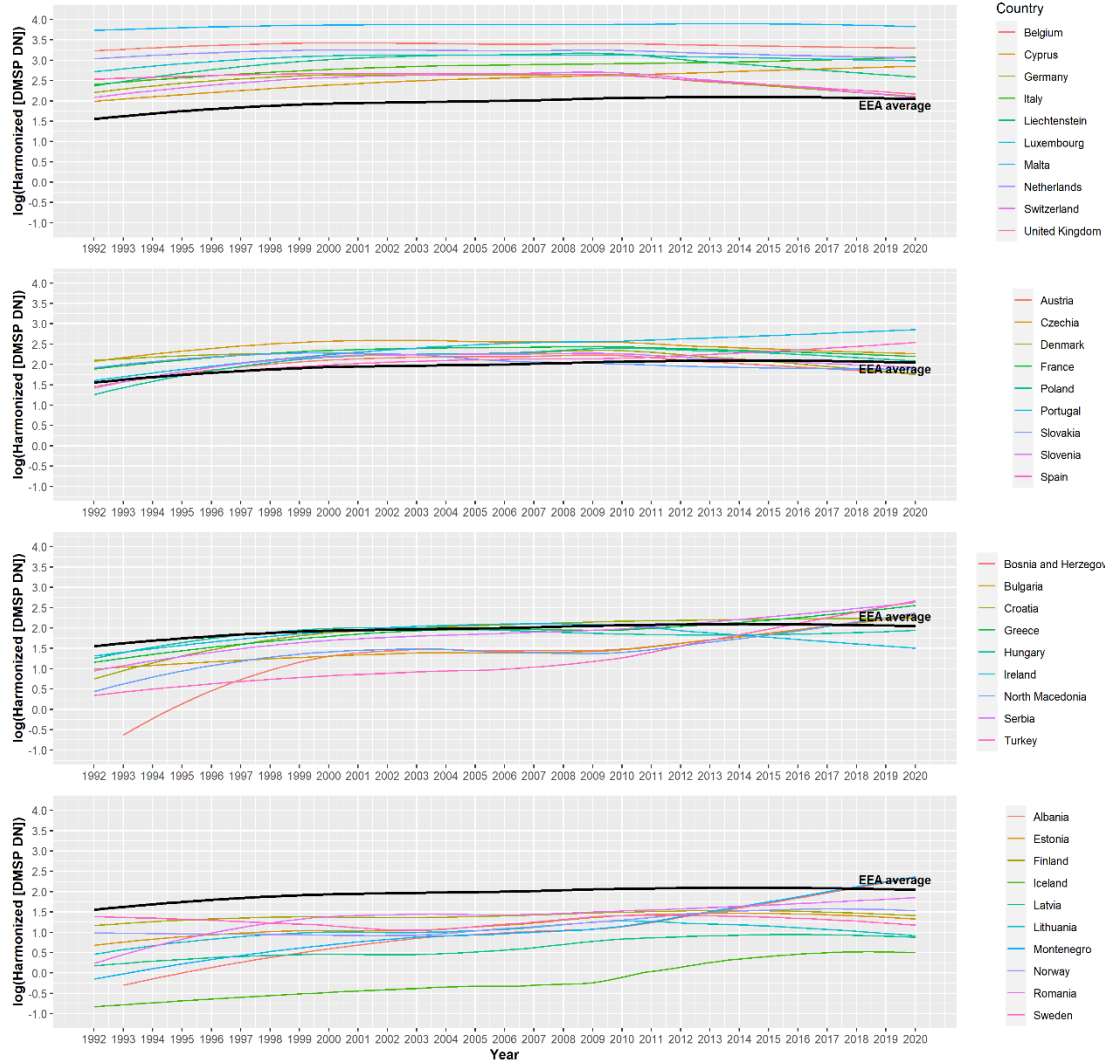 log(Harmonized [DMSP DN])
4.0
3.5
3.0
2.5
2.0
1.5
1.0
0.5
0.0
-0.5
-1.0
EEA average
1992 1993 1994 1995 1996 1997 1998 1999 2000 2001 2002 2003 2004 2005 2006 2007 2008 2009 2010 2011 2012 2013 2014 2015 2016 2017 2018 2019 2020
Country
Belgium
Cyprus
Germany
Italy
Liechtenstein
Luxembourg
Malta
Netherlands
Switzerland
United Kingdom
log(Harmonized [DMSP DN])
4.0
3.5
3.0
2.5
2.0
1.5
1.0
0.5
0.0
-0.5
-1.0
EEA average
1992 1993 1994 1995 1996 1997 1998 1999 2000 2001 2002 2003 2004 2005 2006 2007 2008 2009 2010 2011 2012 2013 2014 2015 2016 2017 2018 2019 2020
Austria
Czechia
Denmark
France
Poland
Portugal
Slovakia
Slovenia
Spain
log(Harmonized [DMSP DN])
4.0
3.5
3.0
2.5
2.0
1.5
1.0
0.5
0.0
-0.5
-1.0
EEA average
1992 1993 1994 1995 1996 1997 1998 1999 2000 2001 2002 2003 2004 2005 2006 2007 2008 2009 2010 2011 2012 2013 2014 2015 2016 2017 2018 2019 2020
Bosnia and Herzegov
Bulgaria
Croatia
Greece
Hungary
Ireland
North Macedonia
Serbia
Turkey
log(Harmonized [DMSP DN])
4.0
3.5
3.0
2.5
2.0
1.5
1.0
0.5
0.0
-0.5
-1.0
EEA average
1992 1993 1994 1995 1996 1997 1998 1999 2000 2001 2002 2003 2004 2005 2006 2007 2008 2009 2010 2011 2012 2013 2014 2015 2016 2017 2018 2019 2020
Year
Albania
Estonia
Finland
Iceland
Latvia
Lithuania
Montenegro
Norway
Romania
Sweden